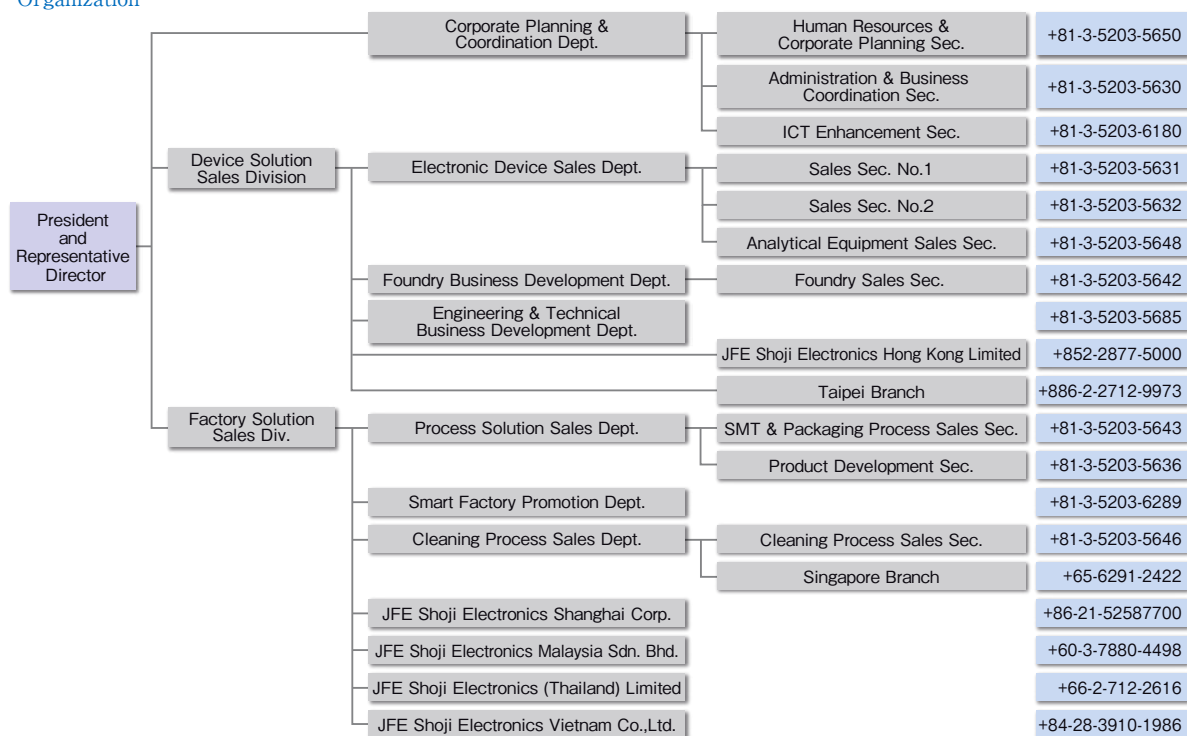 Organization
Corporate Planning &
Coordination Dept.
Human Resources &
Corporate Planning Sec.
+81-3-5203-5650
Administration & Business
Coordination Sec.
+81-3-5203-5630
ICT Enhancement Sec.
+81-3-5203-6180
Device Solution
Sales Division
Electronic Device Sales Dept.
Sales Sec. No.1
+81-3-5203-5631
Sales Sec. No.2
+81-3-5203-5632
President
and
Representative
Director
Analytical Equipment Sales Sec.
+81-3-5203-5648
Foundry Business Development Dept.
Foundry Sales Sec.
+81-3-5203-5642
Engineering & Technical
Business Development Dept.
+81-3-5203-5685
JFE Shoji Electronics Hong Kong Limited
+852-2877-5000
Taipei Branch
+886-2-2712-9973
Factory Solution
Sales Div.
Process Solution Sales Dept.
SMT & Packaging Process Sales Sec.
+81-3-5203-5643
Product Development Sec.
+81-3-5203-5636
Smart Factory Promotion Dept.
+81-3-5203-6289
Cleaning Process Sales Dept.
Cleaning Process Sales Sec.
+81-3-5203-5646
Singapore Branch
+65-6291-2422
JFE Shoji Electronics Shanghai Corp.
+86-21-52587700
JFE Shoji Electronics Malaysia Sdn. Bhd.
+60-3-7880-4498
JFE Shoji Electronics (Thailand) Limited
+66-2-712-2616
JFE Shoji Electronics Vietnam Co.,Ltd.
+84-28-3910-1986